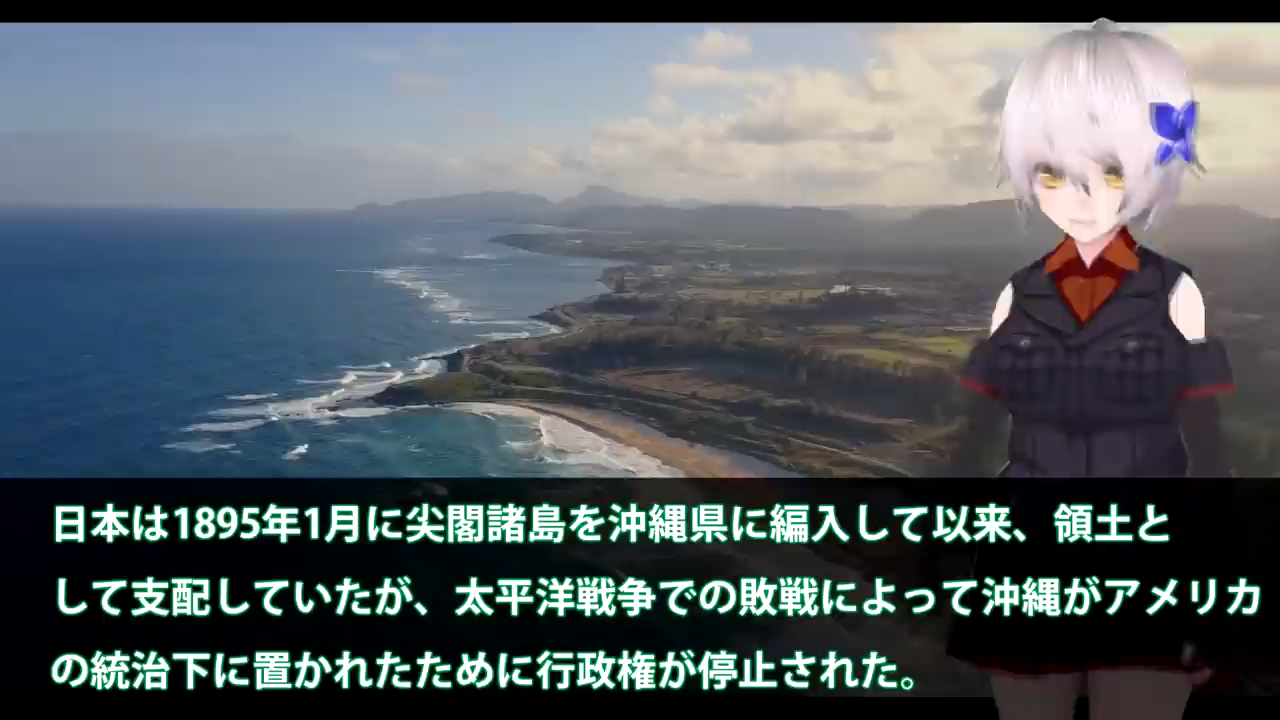 日本は1895年1月に尖閣諸島を沖縄県に編入して以来、領土と
して支配していたが、太平洋戦争での敗戦によって沖縄がアメリカ
の統治下に置かれたために行政権が停止された。